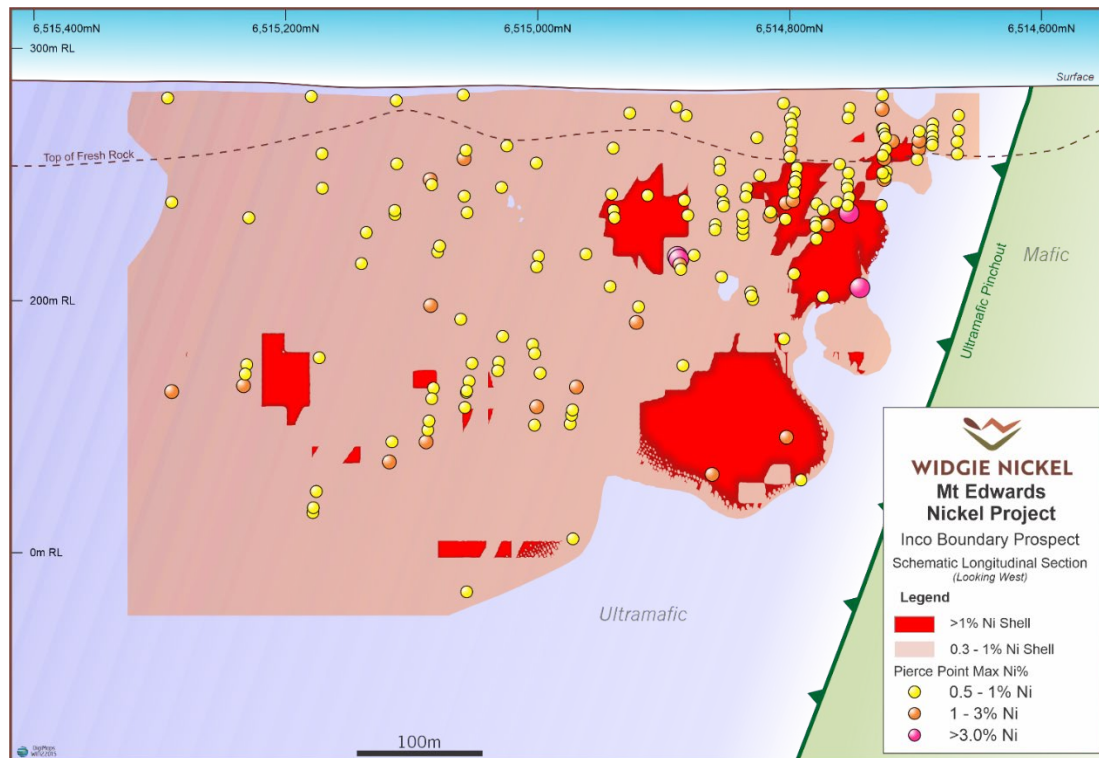 6,515,400mN
6,515,200mN
6,515,000mN
6,514,800mN
6,514,600mN
300m RL
Surface
Top of Fresh Rock
Mafic
Ultramafic Pinchout
200m RL
0m RL
Ultramafic
100m
WIDGIE NICKEL
Mt Edwards
Nickel Project
Inco Boundary Prospect
Schematic Longitudinal Section
(Looking West)
Legend
>1% Ni Shell
0.3 - 1% Ni Shell
Pierce Point Max Ni%
0.5 - 1% Ni
1 - 3% Ni
>3.0% Ni
DigiMaps